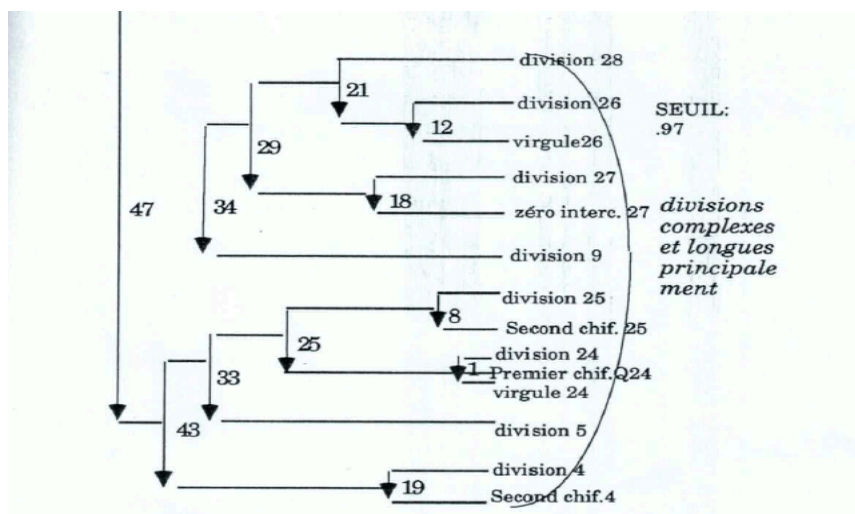 division 28
21
division 26
SEUIL:
.97
12
virgule26
29
division 27
47
34
18
zéro interc. 27
divisions
complexes
et longues
principale
ment
division 9
division 25
8
Second chif. 25
25
division 24
1
Premier chif.Q24
33
virgule 24
43
division 5
division 4
19
Second chif.4